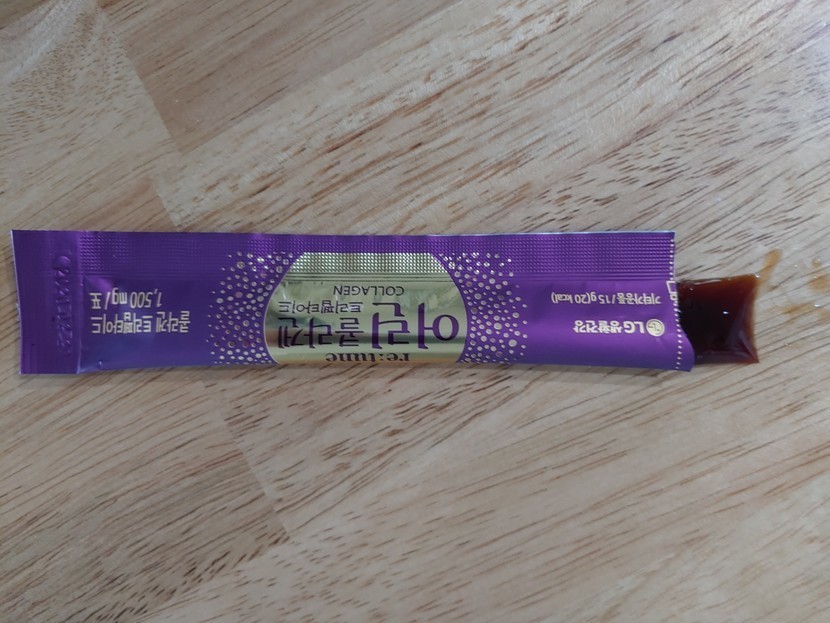 LG생활건강
기타가공품/15 g (20 kcal)
re:tune
어린콜라겐
트리펩타이드
COLLAGEN
콜라겐 트리펩타이드
1,500 mg / 포